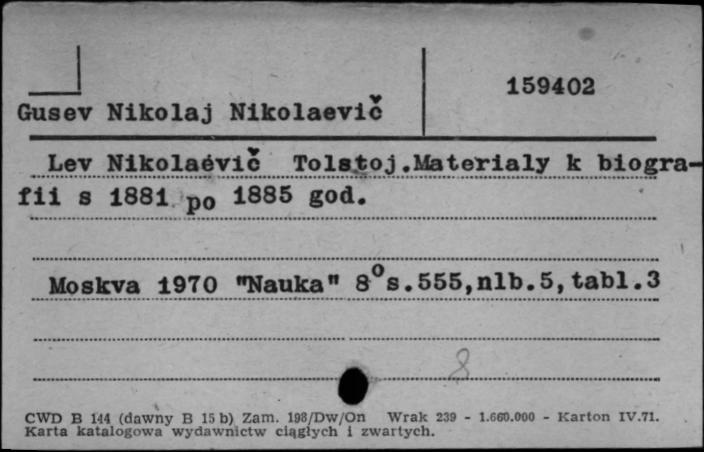 159402
Gusev Nikolaj Nikolaevič
Lev Nikolaévič Tolstoj.Materialy k biogra-
fii s 1881 po 1885 god.
Moskva 1970 "Nauka" 8°s.555,nlb.5,tabl.3
8
CWD B 144 (dawny B 15 b) Zam. 198/Dw/On Wrak 239 - 1.660.000 - Karton IV.71.
Karta katalogowa wydawnictw ciągłych i zwartych.